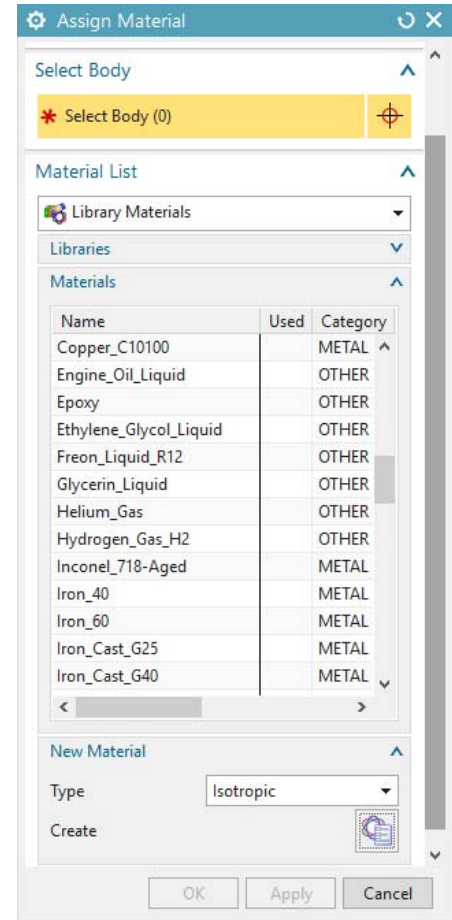 Assign Material
Select Body
* Select Body (0)
Material List
Library Materials
Libraries
Materials
Name Used Category
Copper_C10100 METAL
Engine_Oil_Liquid OTHER
Epoxy OTHER
Ethylene_Glycol_Liquid OTHER
Freon_Liquid_R12 OTHER
Glycerin_Liquid OTHER
Helium_Gas OTHER
Hydrogen_Gas_H2 OTHER
Inconel_718-Aged METAL
Iron_40 METAL
Iron_60 METAL
Iron_Cast_G25 METAL
Iron_Cast_G40 METAL
New Material
Type Isotropic
Create
OK Apply Cancel